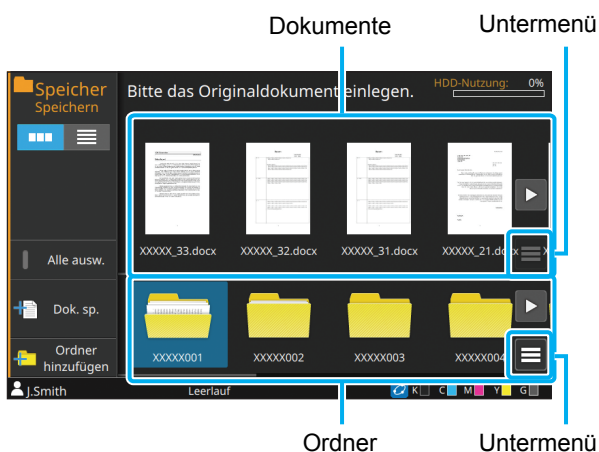 Dokumente
Untermenü
Speicher
Speichern
Bitte das Originaldokument einlegen.
HDD-Nutzung: 0%
XXXXX_33.docx
XXXXX_32.docx
XXXXX_31.docx
XXXXX_21.docx
X
Alle ausw.
Dok. sp.
Ordner
hinzufügen
XXXXX001
XXXXX002
XXXXX003
XXXXX004
J.Smith
Leerlauf
K C M Y G
Ordner
Untermenü